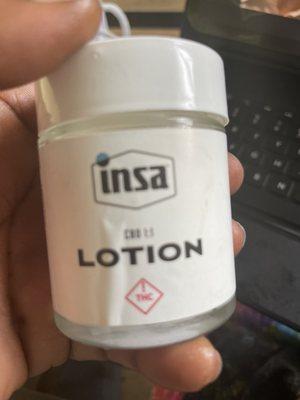 insa
CBD 1:1
LOTION
!
THC